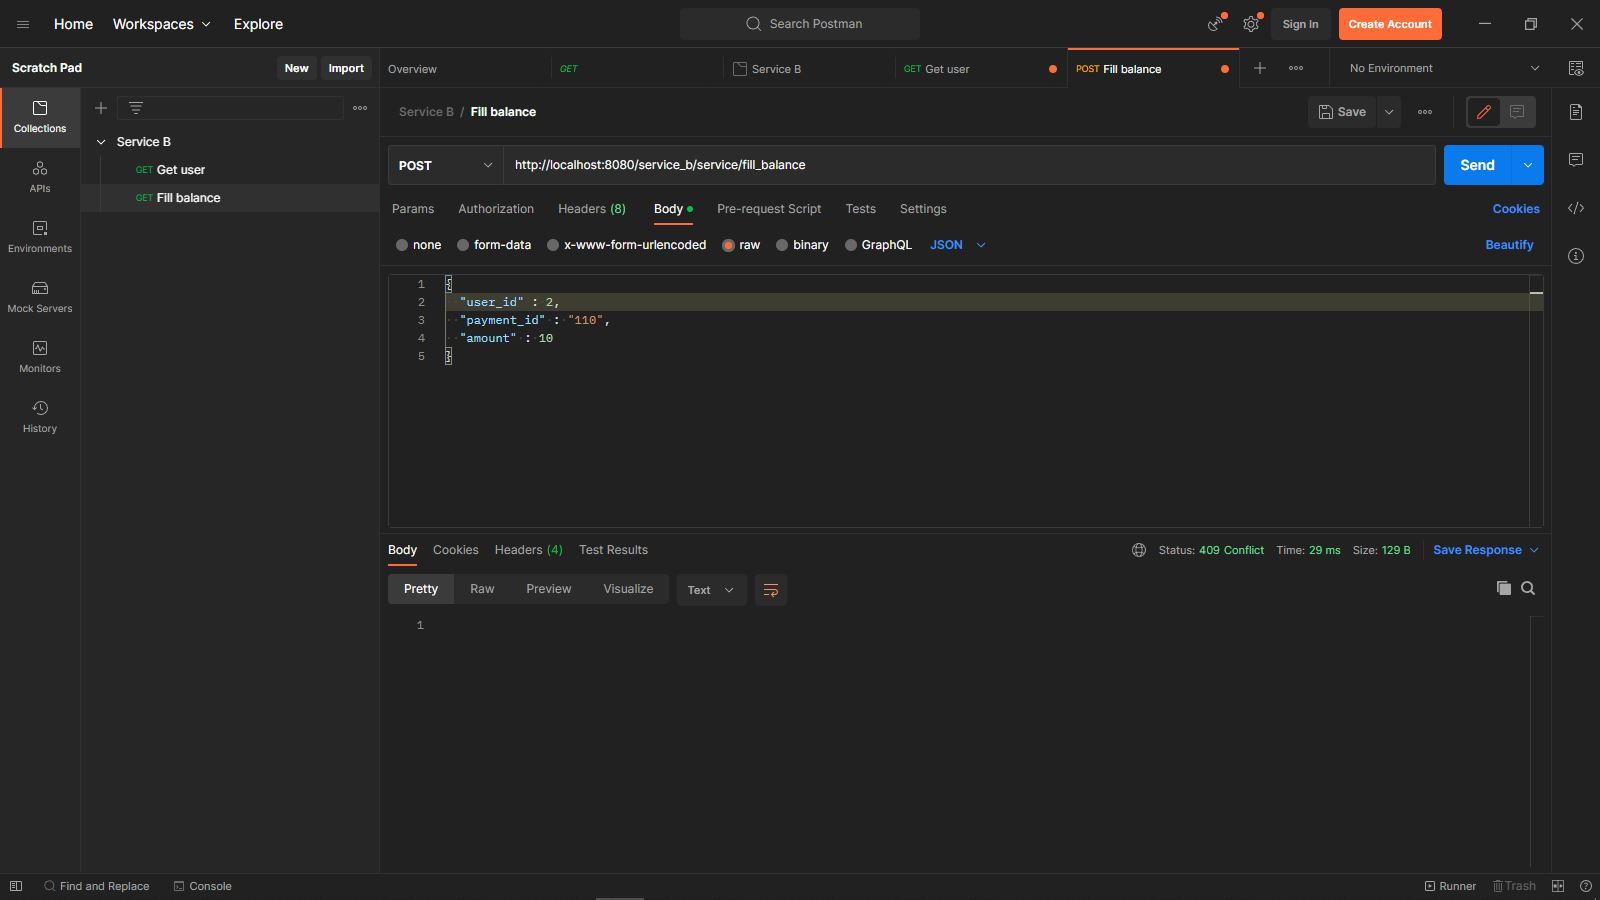 Home Workspaces Explore Search Postman Sign In Create Account
Scratch Pad New Import Overview GET Service B GET Get user POST Fill balance No Environment
Collections
APIs
Environments
Mock Servers
Monitors
History
Service B
GET Get user
GET Fill balance
Service B / Fill balance Save
POST http://localhost:8080/service_b/service/fill_balance Send
Params Authorization Headers (8) Body Pre-request Script Tests Settings Cookies
none form-data x-www-form-urlencoded raw binary GraphQL JSON Beautify
1 {
2 "user_id" : 2,
3 "payment_id" : "110",
4 "amount" : 10
5 }
Body Cookies Headers (4) Test Results Status: 409 Conflict Time: 29 ms Size: 129 B Save Response
Pretty Raw Preview Visualize Text
1
Find and Replace Console Runner Trash